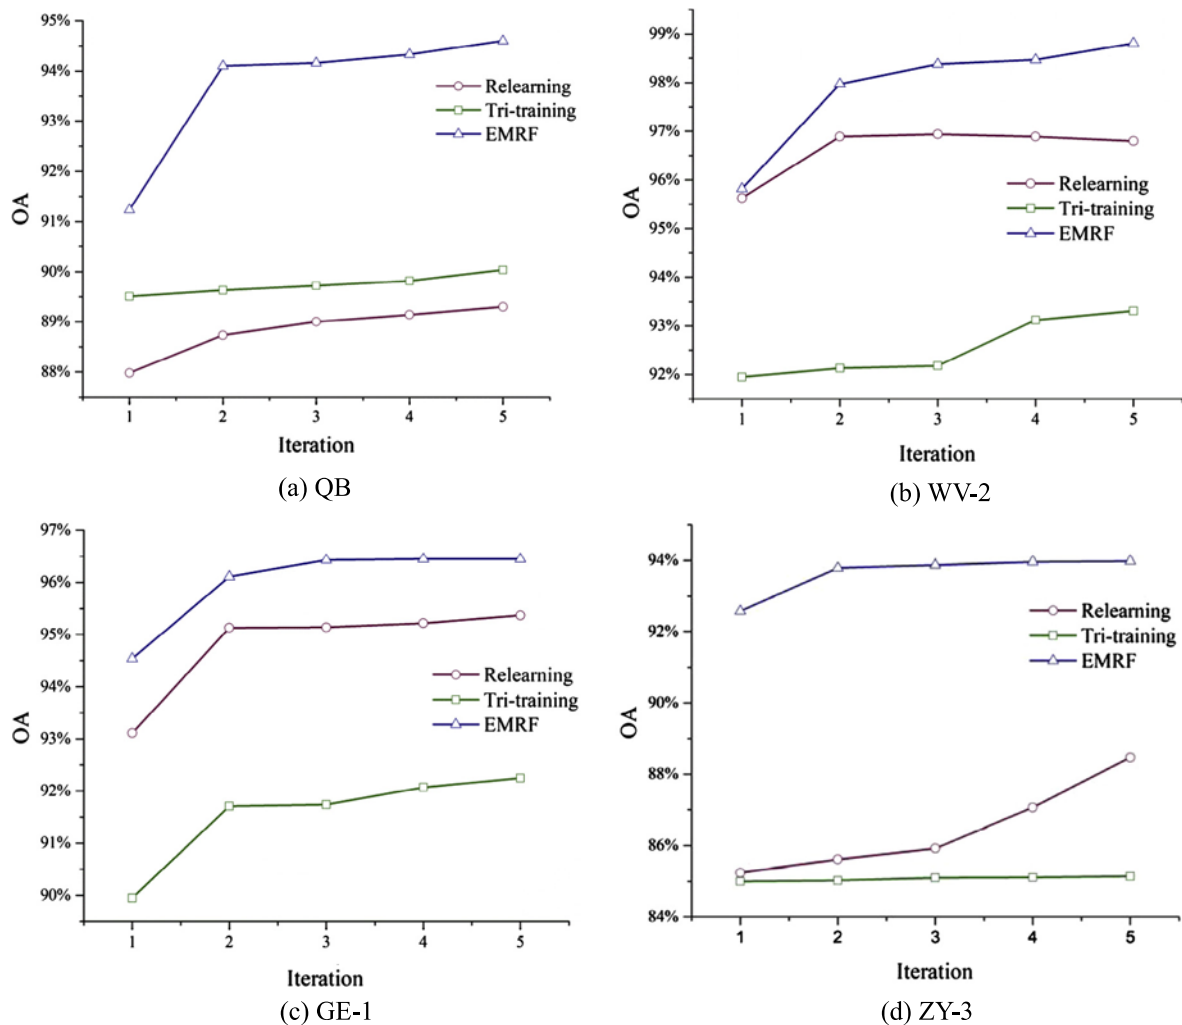 95%
94%
93%
92%
91%
90%
89%
88%
OA
Relearning
Tri-training
EMRF
1 2 3 4 5
Iteration
(a) QB
99%
98%
97%
96%
95%
94%
93%
92%
OA
Relearning
Tri-training
EMRF
1 2 3 4 5
Iteration
(b) WV-2
97%
96%
95%
94%
93%
92%
91%
90%
OA
Relearning
Tri-training
EMRF
1 2 3 4 5
Iteration
(c) GE-1
94%
92%
90%
88%
86%
84%
OA
Relearning
Tri-training
EMRF
1 2 3 4 5
Iteration
(d) ZY-3